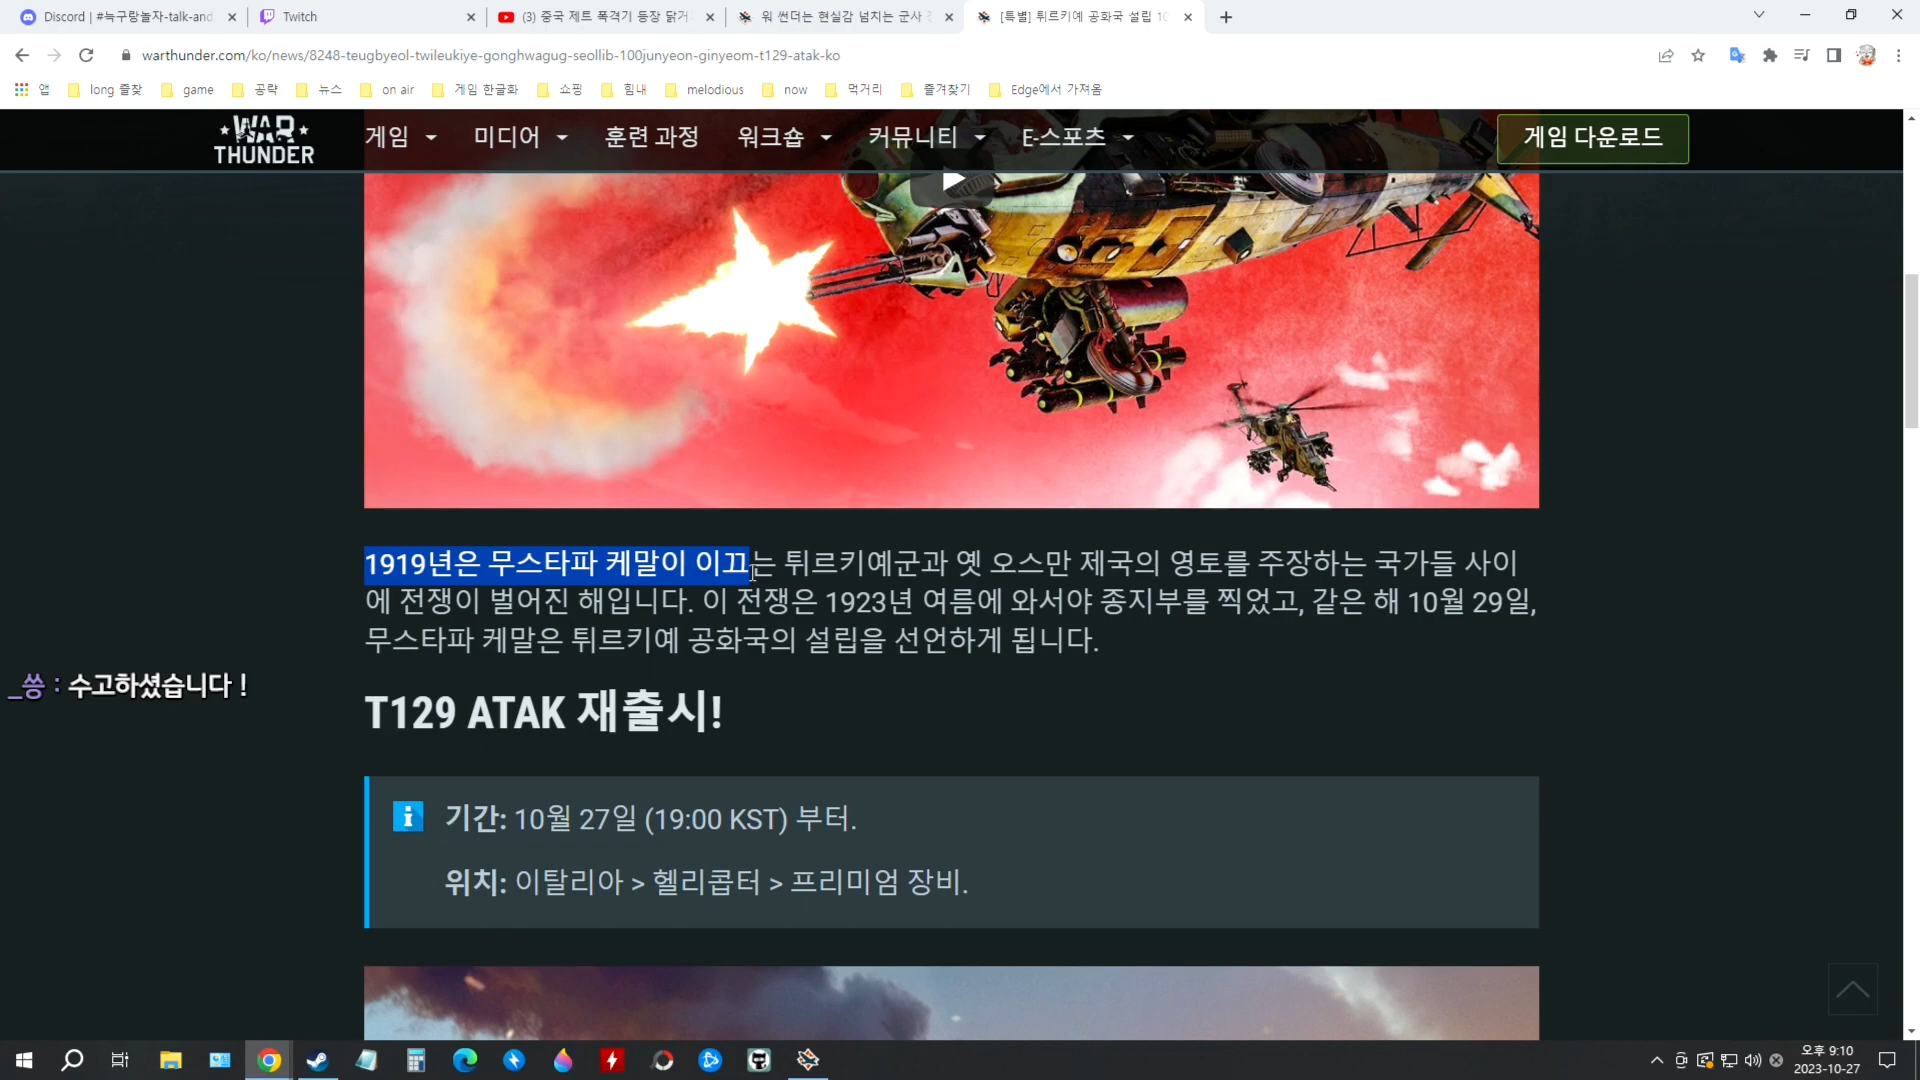 Discord | #늑구랑놀자-talk-and
Twitch
(3) 중국 제트 폭격기 등장 닭거
워 썬더는 현실감 넘치는 군사
[특별] 튀르키예 공화국 설립 10
warthunder.com/ko/news/8248-teugbyeol-twileukiye-gonghwagug-seollib-100junyeon-ginyeom-t129-atak-ko
앱
long 즐찾
game
공략
뉴스
on air
게임 한글화
쇼핑
힘내
melodious
now
먹거리
즐겨찾기
Edge에서 가져옴
WAR THUNDER
게임
미디어
훈련 과정
워크숍
커뮤니티
E-스포츠
게임 다운로드
1919년은 무스타파 케말이 이끄는 튀르키예군과 옛 오스만 제국의 영토를 주장하는 국가들 사이
에 전쟁이 벌어진 해입니다. 이 전쟁은 1923년 여름에 와서야 종지부를 찍었고, 같은 해 10월 29일,
무스타파 케말은 튀르키예 공화국의 설립을 선언하게 됩니다.
_쏭 : 수고하셨습니다 !
T129 ATAK 재출시!
기간: 10월 27일 (19:00 KST) 부터.
위치: 이탈리아 > 헬리콥터 > 프리미엄 장비.
오후 9:10
2023-10-27